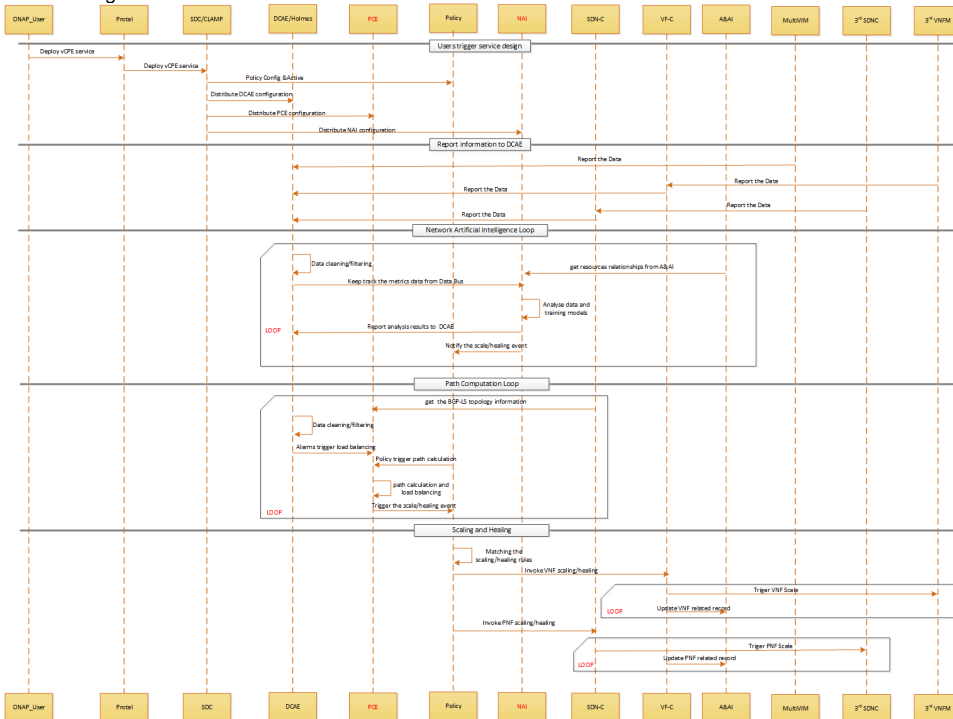 ONAP_User Protal SDC/CLAMP DCAE/Holmes PCE Policy NAI SDN-C VF-C A&AI MultiVIM 3rd SDNC 3rd VNFM
Users trigger service design
Deploy vCPE service
Deploy vCPE service
Policy Config &Active
Distribute DCAE configuration
Distribute PCE configuration
Distribute NAI configuration
Report information to DCAE
Report the Data
Report the Data
Report the Data
Report the Data
Report the Data
Network Artificial Intelligence Loop
Data cleaning/filtering
get resources relationships from A&AI
Keep track the metrics data from Data Bus
Analyse data and
training models
LOOP
Report analysis results to DCAE
Notify the scale/healing event
Path Computation Loop
get the BGP-LS topology information
Data cleaning/filtering
Alarms trigger load balancing
Policy trigger path calculation
path calculation and
load balancing
Trigger the scale/healing event
LOOP
Scaling and Healing
Matching the
scaling/healing rules
Invoke VNF scaling/healing
Triger VNF Scale
LOOP
Update VNF related record
Invoke PNF scaling/healing
Triger PNF Scale
Update PNF related record
LOOP
ONAP_User Protal SDC DCAE PCE Policy NAI SDN-C VF-C A&AI MultiVIM 3rd SDNC 3rd VNFM